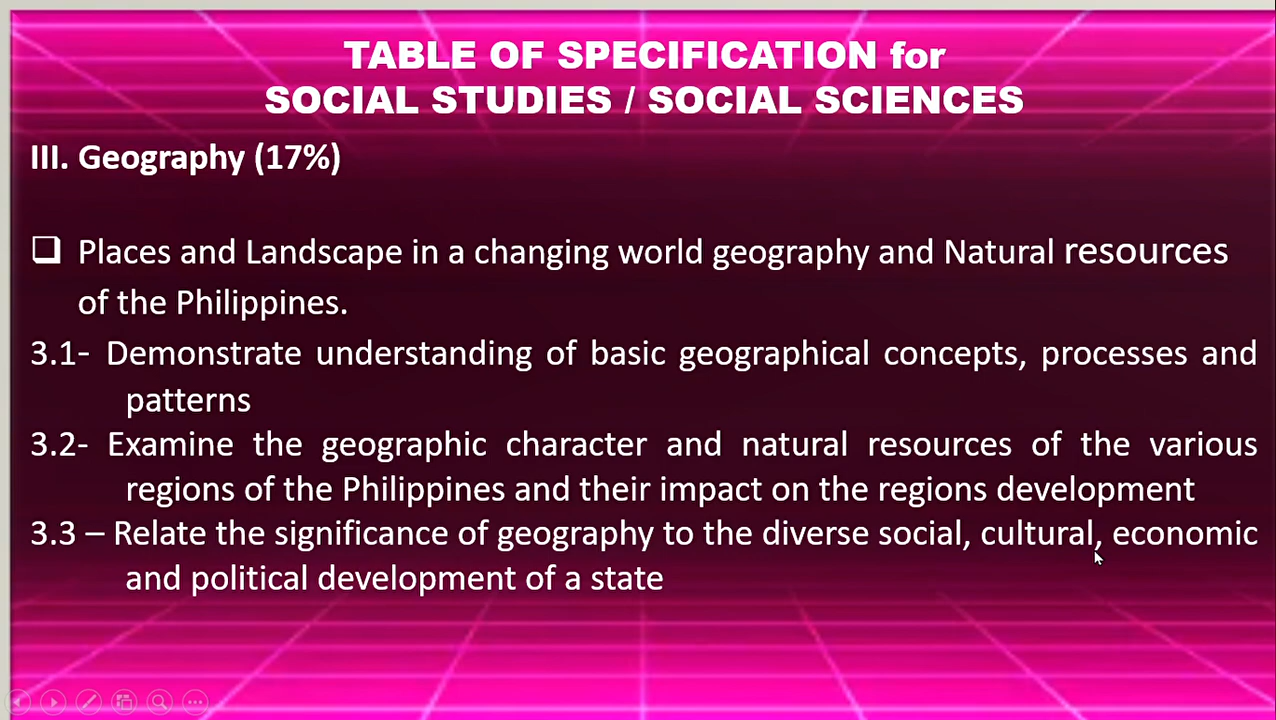 TABLE OF SPECIFICATION for
SOCIAL STUDIES / SOCIAL SCIENCES
III. Geography (17%)
❑ Places and Landscape in a changing world geography and Natural resources
of the Philippines.
3.1- Demonstrate understanding of basic geographical concepts, processes and
patterns
3.2- Examine the geographic character and natural resources of the various
regions of the Philippines and their impact on the regions development
3.3 – Relate the significance of geography to the diverse social, cultural, economic
and political development of a state